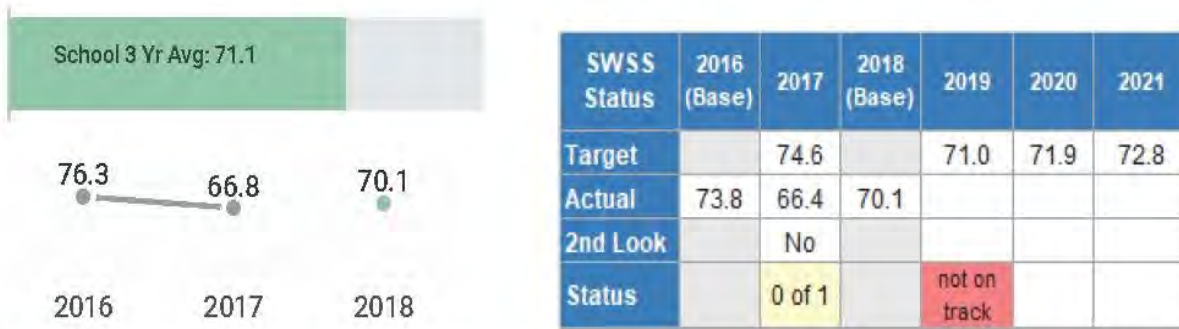 School 3 Yr Avg: 71.1
76.3 66.8 70.1
2016 2017 2018
SWSS Status 2016 (Base) 2017 2018 (Base) 2019 2020 2021
Target 74.6 71.0 71.9 72.8
Actual 73.8 66.4 70.1
2nd Look No
Status 0 of 1 not on track